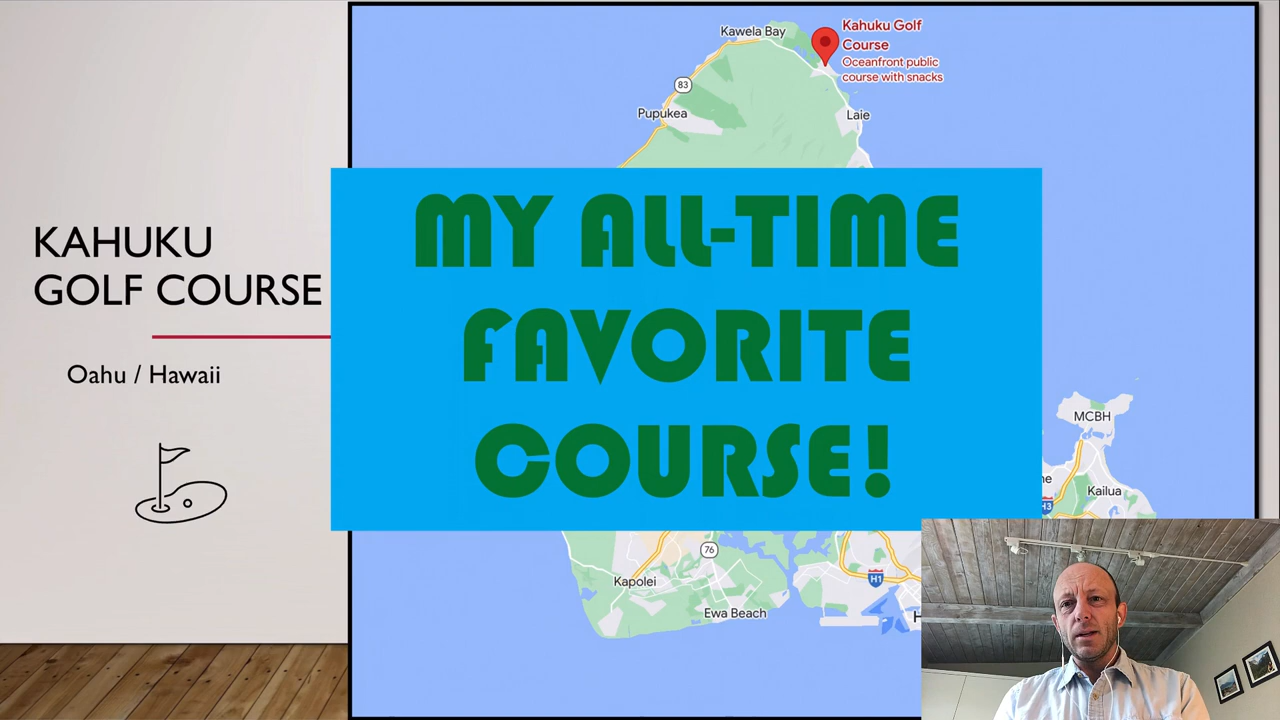 KAHUKU
GOLF COURSE
Oahu / Hawaii
Kawela Bay
Kahuku Golf
Course
Oceanfront public
course with snacks
83
Pupukea
Laie
MY ALL-TIME
FAVORITE
COURSE!
MCBH
Kailua
H3
76
Kapolei
H1
Ewa Beach